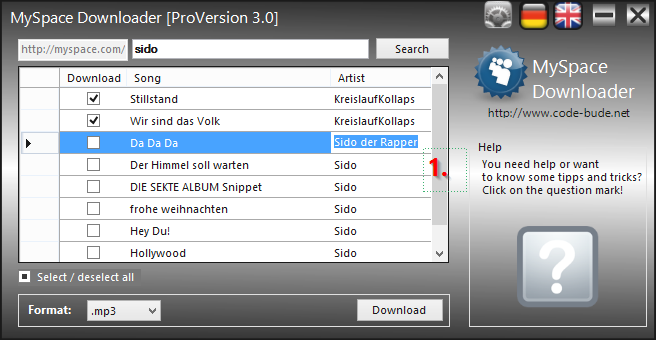 MySpace Downloader [ProVersion 3.0]
http://myspace.com/ sido Search
Download Song Artist
Stillstand KreislaufKollaps
Wir sind das Volk KreislaufKollaps
Da Da Da Sido der Rapper
Der Himmel soll warten Sido
DIE SEKTE ALBUM Snippet Sido
frohe weihnachten Sido
Hey Du! Sido
Hollywood Sido
1.
Select / deselect all
Format: .mp3 Download
MySpace
Downloader
http://www.code-bude.net
Help
You need help or want
to know some tipps and tricks?
Click on the question mark!
?